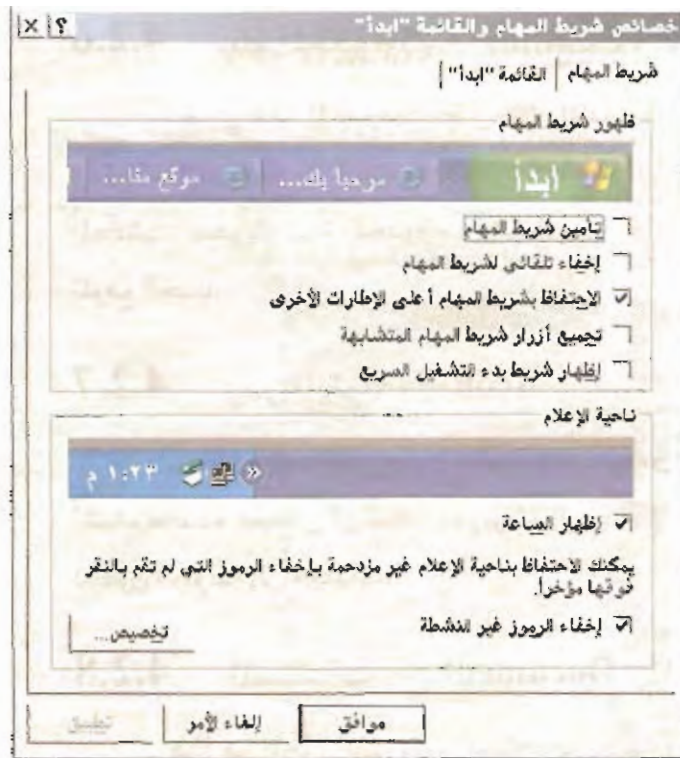 خصائص شريط المهام والقائمة "ابدأ"
شريط المهام
القائمة "ابدأ"
ظهور شريط المهام
ابدأ
مرحبا بك...
موقع مقا...
تأمين شريط المهام
إخفاء تلقائي لشريط المهام
الاحتفاظ بشريط المهام أعلى الإطارات الأخرى
تجميع أزرار شريط المهام المتشابهة
إظهار شريط بدء التشغيل السريع
ناحية الإعلام
١:٢٣ م
إظهار الساعة
يمكنك الاحتفاظ بناحية الإعلام غير مزدحمة بإخفاء الرموز التي لم تقم بالنقر
فوقها مؤخراً.
إخفاء الرموز غير النشطة
تخصيص...
موافق
إلغاء الأمر
تطبيق